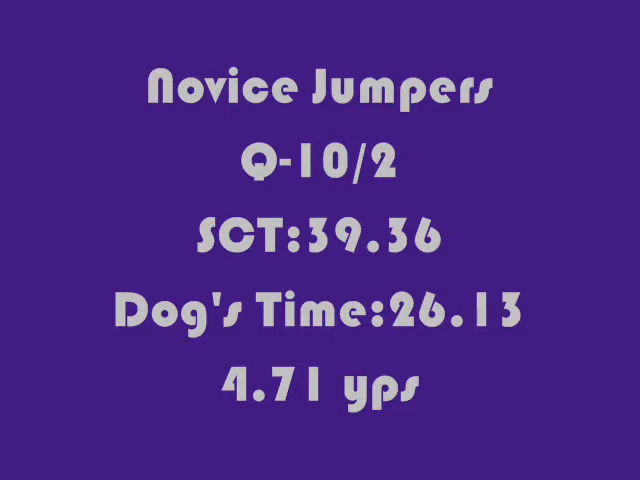 Novice Jumpers
Q-10/2
SCT:39.36
Dog's Time:26.13
4.71 yps